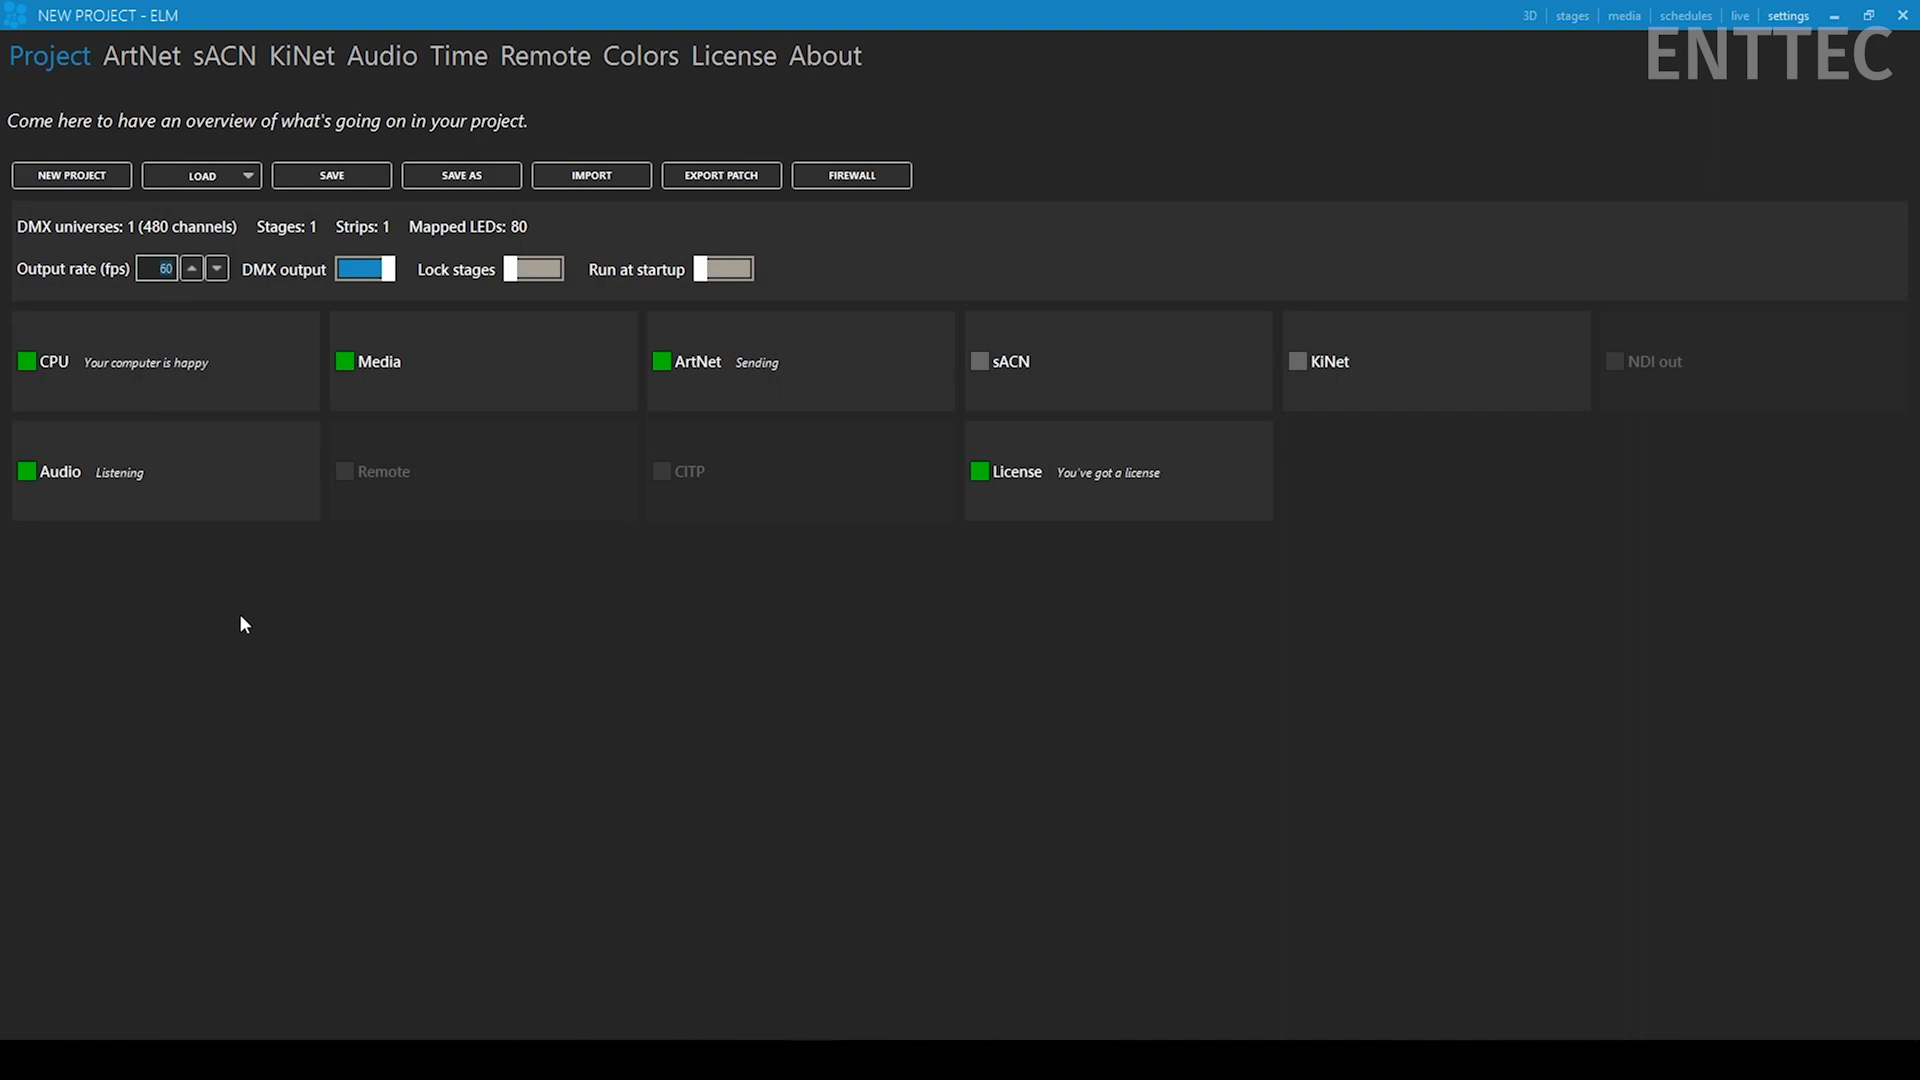 NEW PROJECT - ELM
3D stages media schedules live settings
ENTTEC
Project ArtNet sACN KiNet Audio Time Remote Colors License About
Come here to have an overview of what's going on in your project.
NEW PROJECT LOAD SAVE SAVE AS IMPORT EXPORT PATCH FIREWALL
DMX universes: 1 (480 channels) Stages: 1 Strips: 1 Mapped LEDs: 80
Output rate (fps) 60 DMX output Lock stages Run at startup
CPU Your computer is happy Media ArtNet Sending sACN KiNet NDI out
Audio Listening Remote CITP License You've got a license